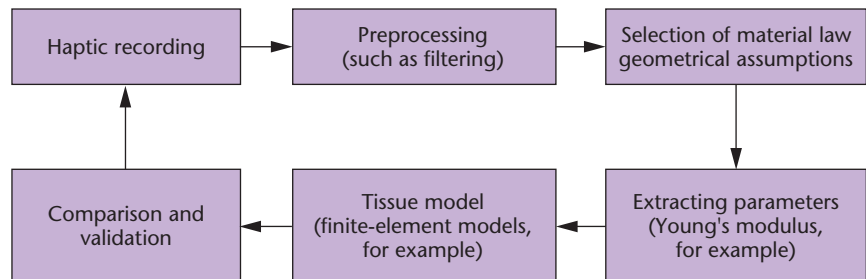 Haptic recording
Preprocessing
(such as filtering)
Selection of material law
geometrical assumptions
Comparison and
validation
Tissue model
(finite-element models,
for example)
Extracting parameters
(Young's modulus,
for example)